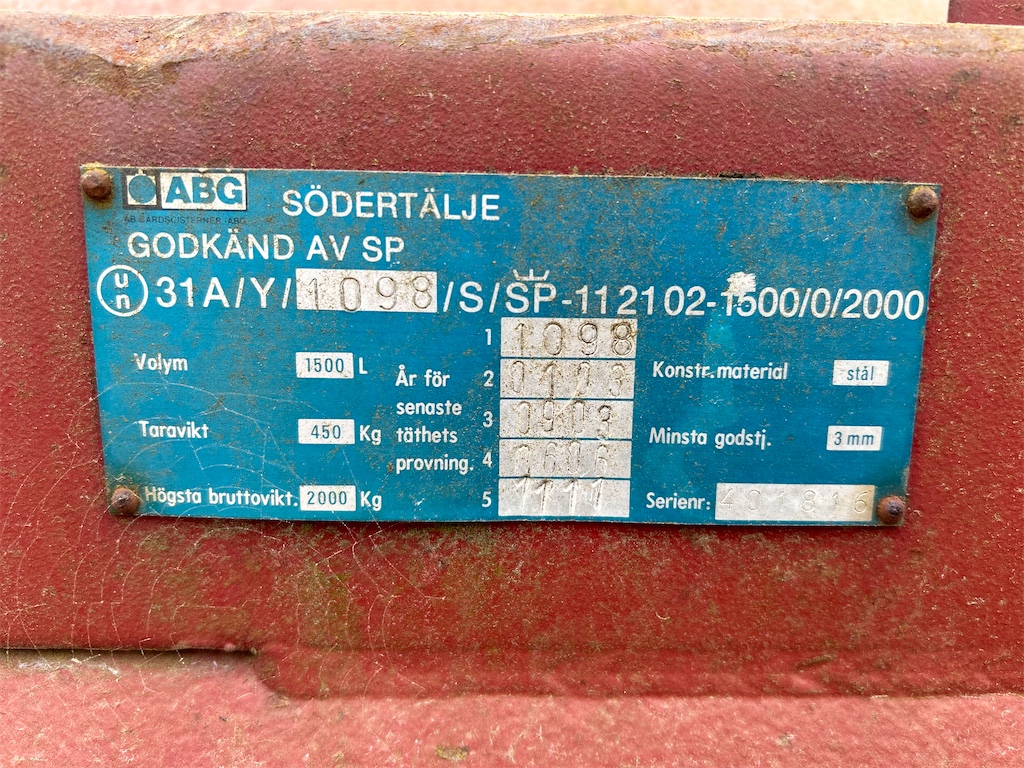 ABG
AB GÅRDSCISTERNER (ABG)
SÖDERTÄLJE
GODKÄND AV SP
un 31A/Y/1098/S/SP-112102-1500/0/2000
Volym 1500 L
Taravikt 450 Kg
Högsta bruttovikt. 2000 Kg
År för
senaste
täthets
provning.
1 1098
2 0103
3 0903
4 0606
5 1111
Konstr.material stål
Minsta godstj. 3 mm
Serienr: 401816